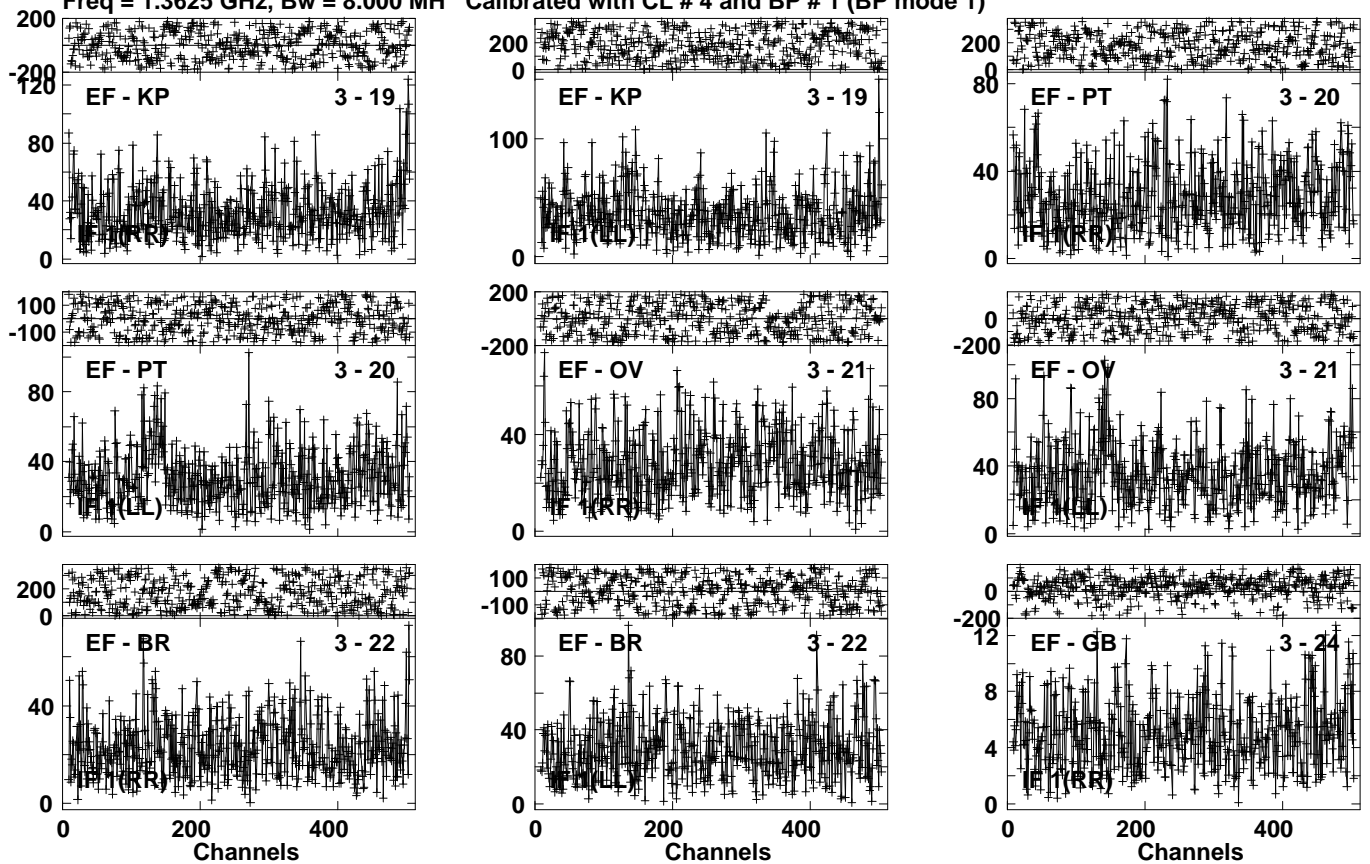 Freq = 1.3625 GHz, Bw = 8.000 MH Calibrated with CL # 4 and BP # 1 (BP mode 1)
200
-200
120
80
40
0
EF - KP 3 - 19
IF 1(RR)
200
0
100
0
EF - KP 3 - 19
IF 1(LL)
200
0
80
40
0
EF - PT 3 - 20
IF 1(RR)
100
-100
80
40
0
EF - PT 3 - 20
IF 1(LL)
200
-200
40
0
EF - OV 3 - 21
IF 1(RR)
0
-200
80
40
0
EF - OV 3 - 21
IF 1(LL)
200
0
40
0
EF - BR 3 - 22
IF 1(RR)
0 200 400
Channels
100
-100
80
40
0
EF - BR 3 - 22
IF 1(LL)
0 200 400
Channels
0
-200
12
8
4
0
EF - GB 3 - 24
IF 1(RR)
0 200 400
Channels